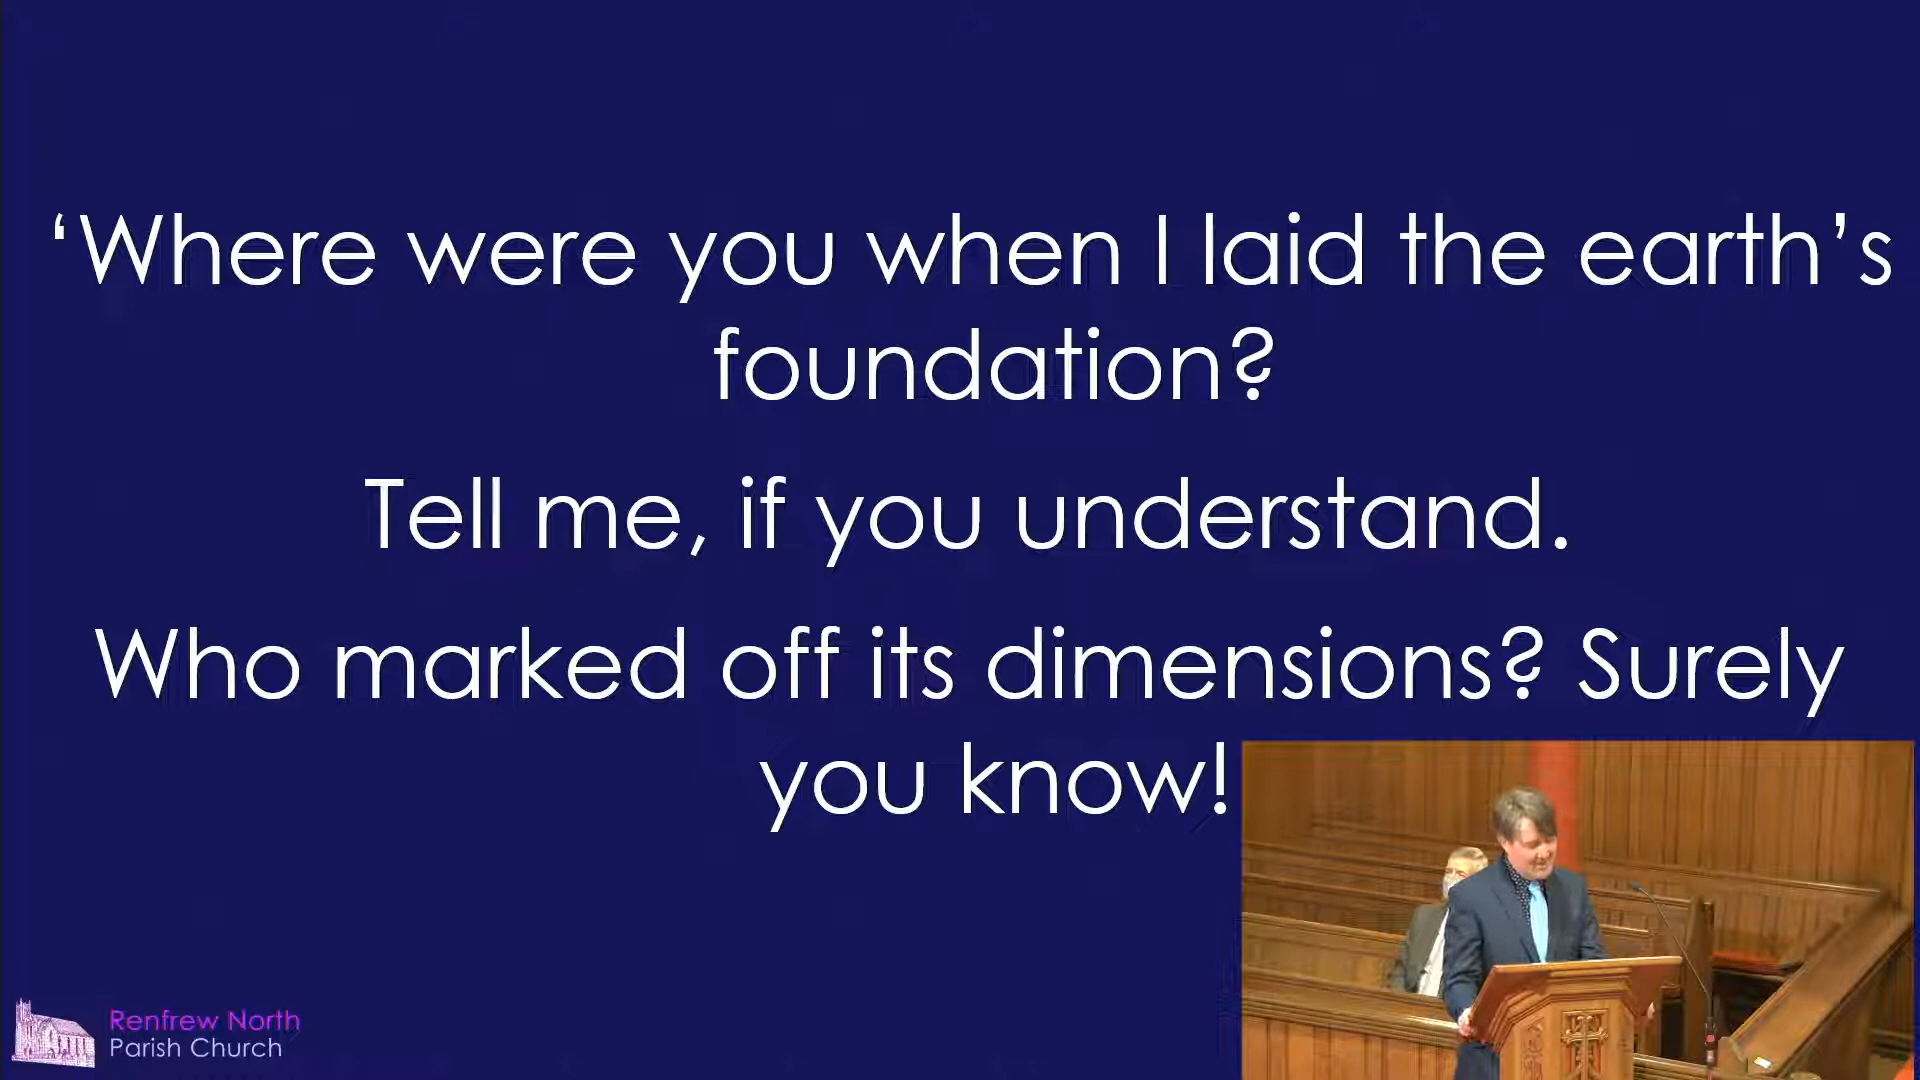 ‘Where were you when I laid the earth’s
foundation?
Tell me, if you understand.
Who marked off its dimensions? Surely
you know!
Renfrew North
Parish Church